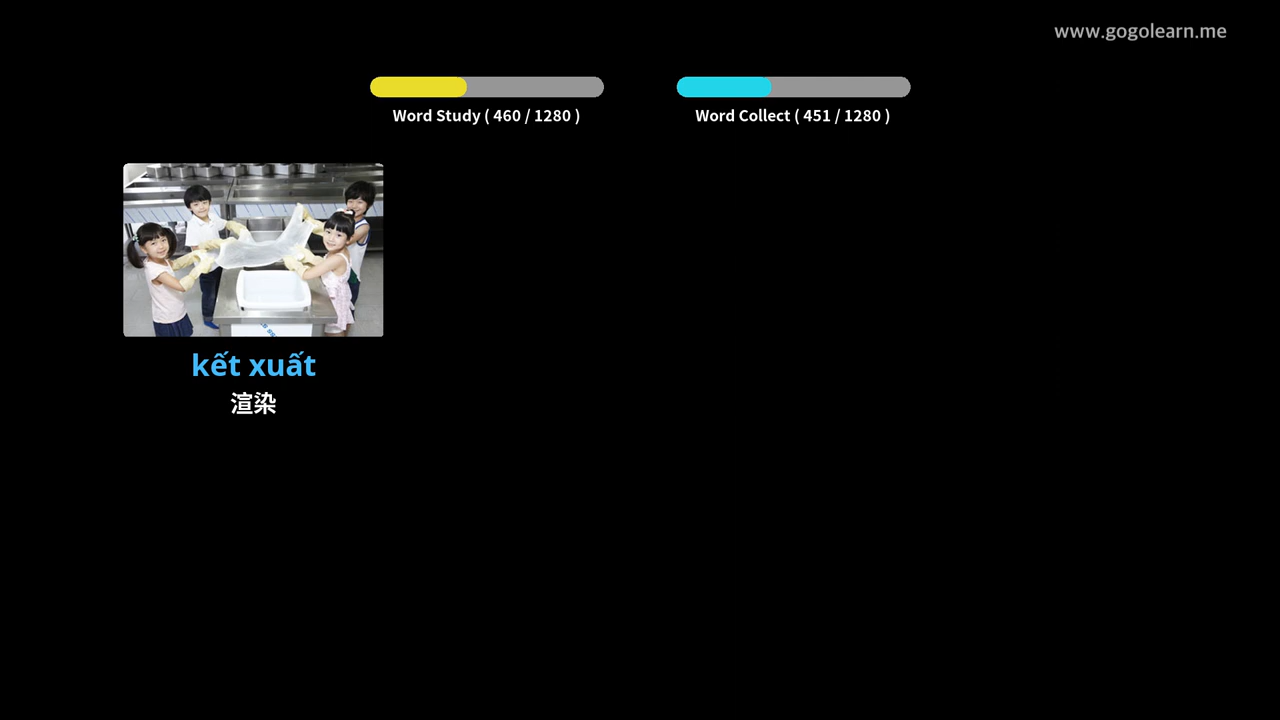 www.gogolearn.me
Word Study ( 460 / 1280 )
Word Collect ( 451 / 1280 )
kết xuất
渲染